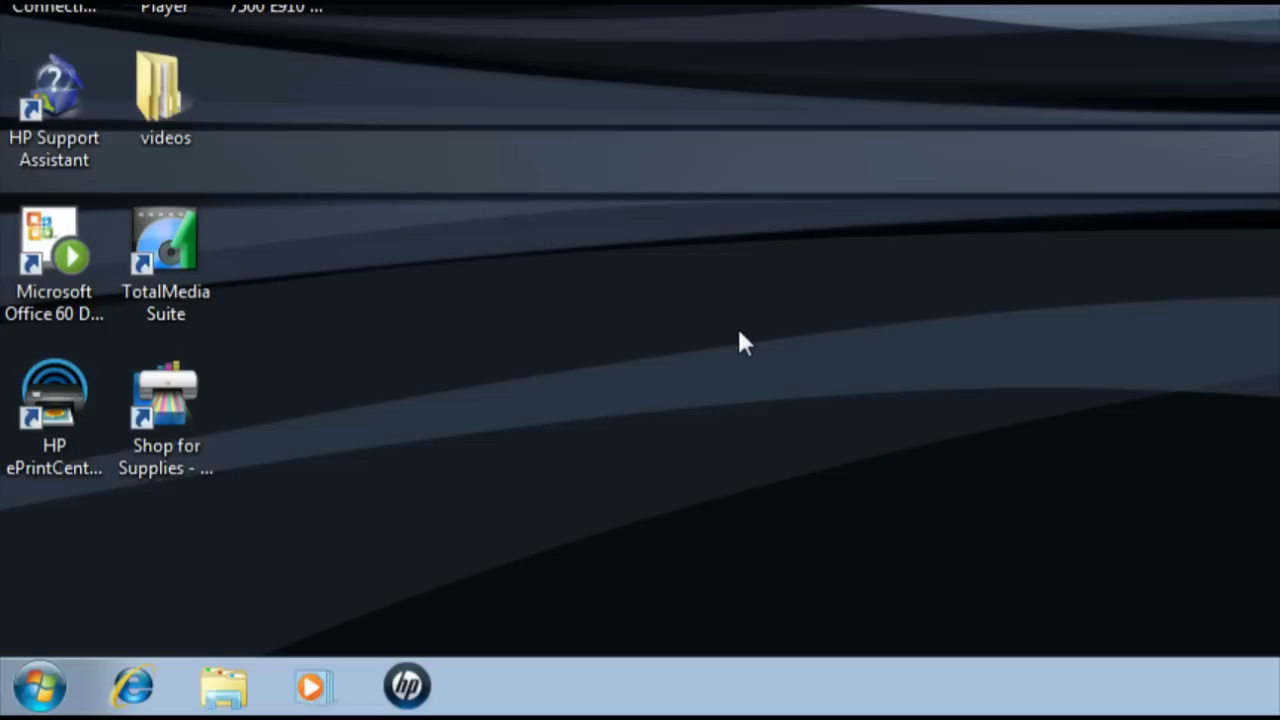 Connecti...
Player
7500 E910 ...
HP Support
Assistant
videos
Microsoft
Office 60 D...
TotalMedia
Suite
HP
ePrintCent...
Shop for
Supplies - ...
hp